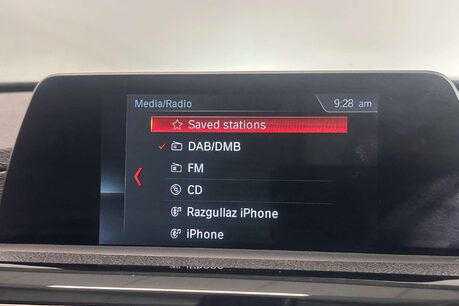 Media/Radio
9:28 am
Saved stations
DAB/DMB
FM
CD
Razgullaz iPhone
iPhone